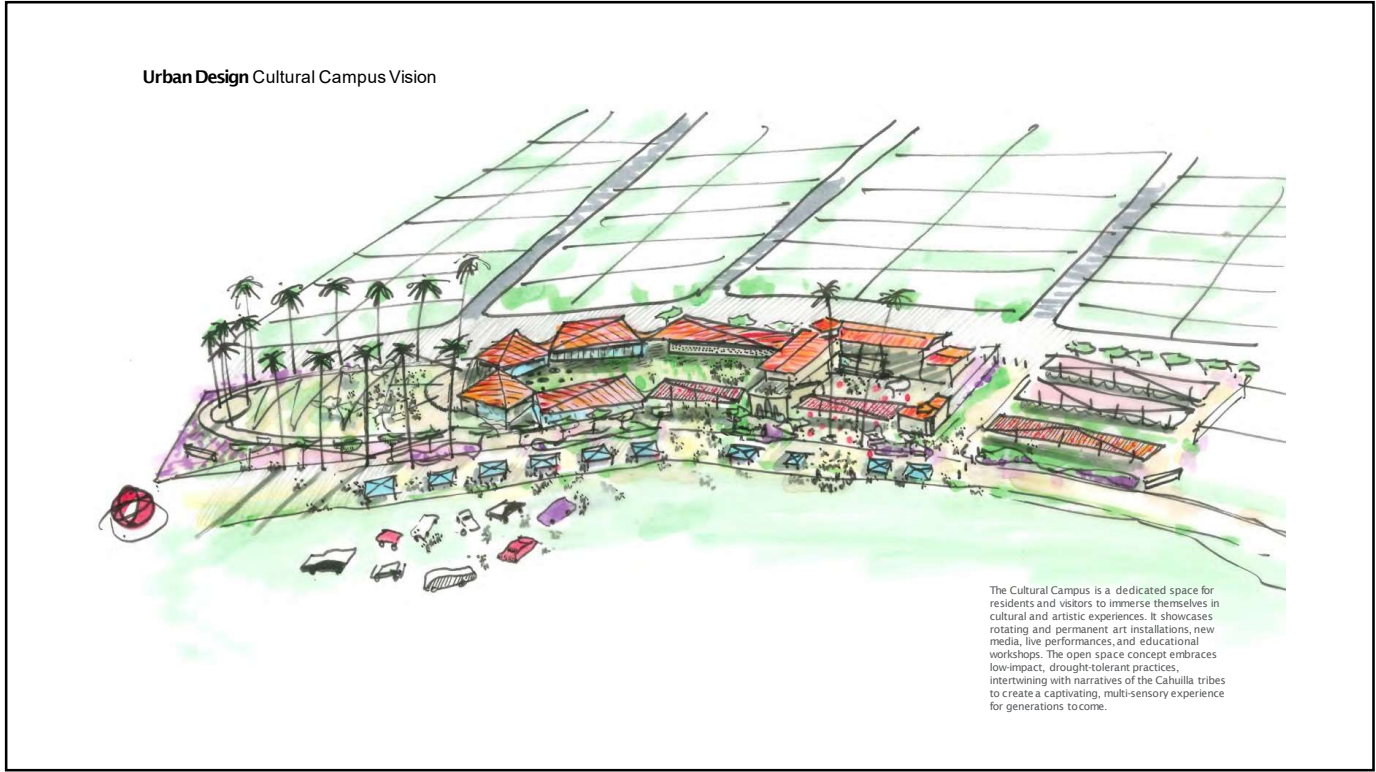 Urban Design Cultural Campus Vision
The Cultural Campus is a dedicated space for
residents and visitors to immerse themselves in
cultural and artistic experiences. It showcases
rotating and permanent art installations, new
media, live performances, and educational
workshops. The open space concept embraces
low-impact, drought-tolerant practices,
intertwining with narratives of the Cahuilla tribes
to create a captivating, multi-sensory experience
for generations to come.